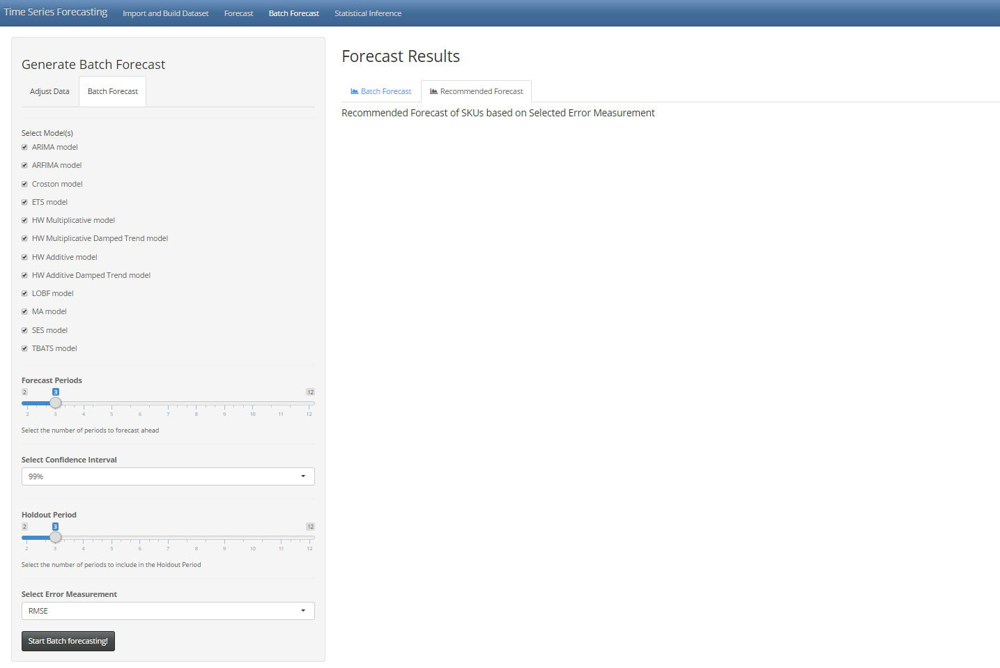 Time Series Forecasting Import and Build Dataset Forecast Batch Forecast Statistical Inference
Generate Batch Forecast
Adjust Data Batch Forecast
Select Model(s)
ARIMA model
ARFIMA model
Croston model
ETS model
HW Multiplicative model
HW Multiplicative Damped Trend model
HW Additive model
HW Additive Damped Trend model
LOBF model
MA model
SES model
TBATS model
Forecast Periods
2 3 12
2 3 4 5 6 7 8 9 10 11 12
Select the number of periods to forecast ahead
Select Confidence Interval
99%
Holdout Period
2 3 12
2 3 4 5 6 7 8 9 10 11 12
Select the number of periods to include in the Holdout Period
Select Error Measurement
RMSE
Start Batch forecasting!
Forecast Results
Batch Forecast Recommended Forecast
Recommended Forecast of SKUs based on Selected Error Measurement